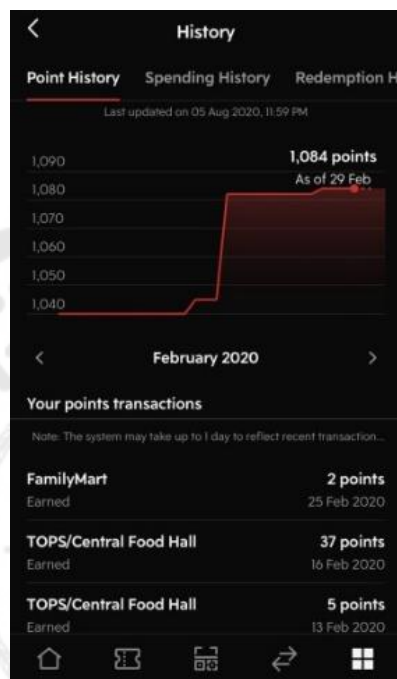 History
Point History Spending History Redemption H
Last updated on 05 Aug 2020, 11:59 PM
1,084 points
As of 29 Feb
1,090
1,080
1,070
1,060
1,050
1,040
February 2020
Your points transactions
Note: The system may take up to 1 day to reflect recent transaction...
FamilyMart 2 points
Earned 25 Feb 2020
TOPS/Central Food Hall 37 points
Earned 16 Feb 2020
TOPS/Central Food Hall 5 points
Earned 13 Feb 2020